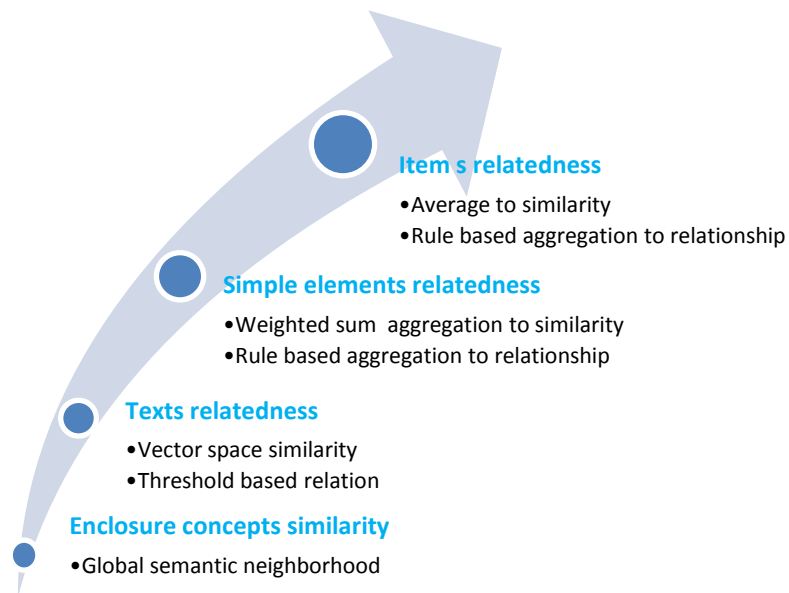 Item s relatedness
•Average to similarity
•Rule based aggregation to relationship
Simple elements relatedness
•Weighted sum  aggregation to similarity
•Rule based aggregation to relationship
Texts relatedness
•Vector space similarity
•Threshold based relation
Enclosure concepts similarity
•Global semantic neighborhood